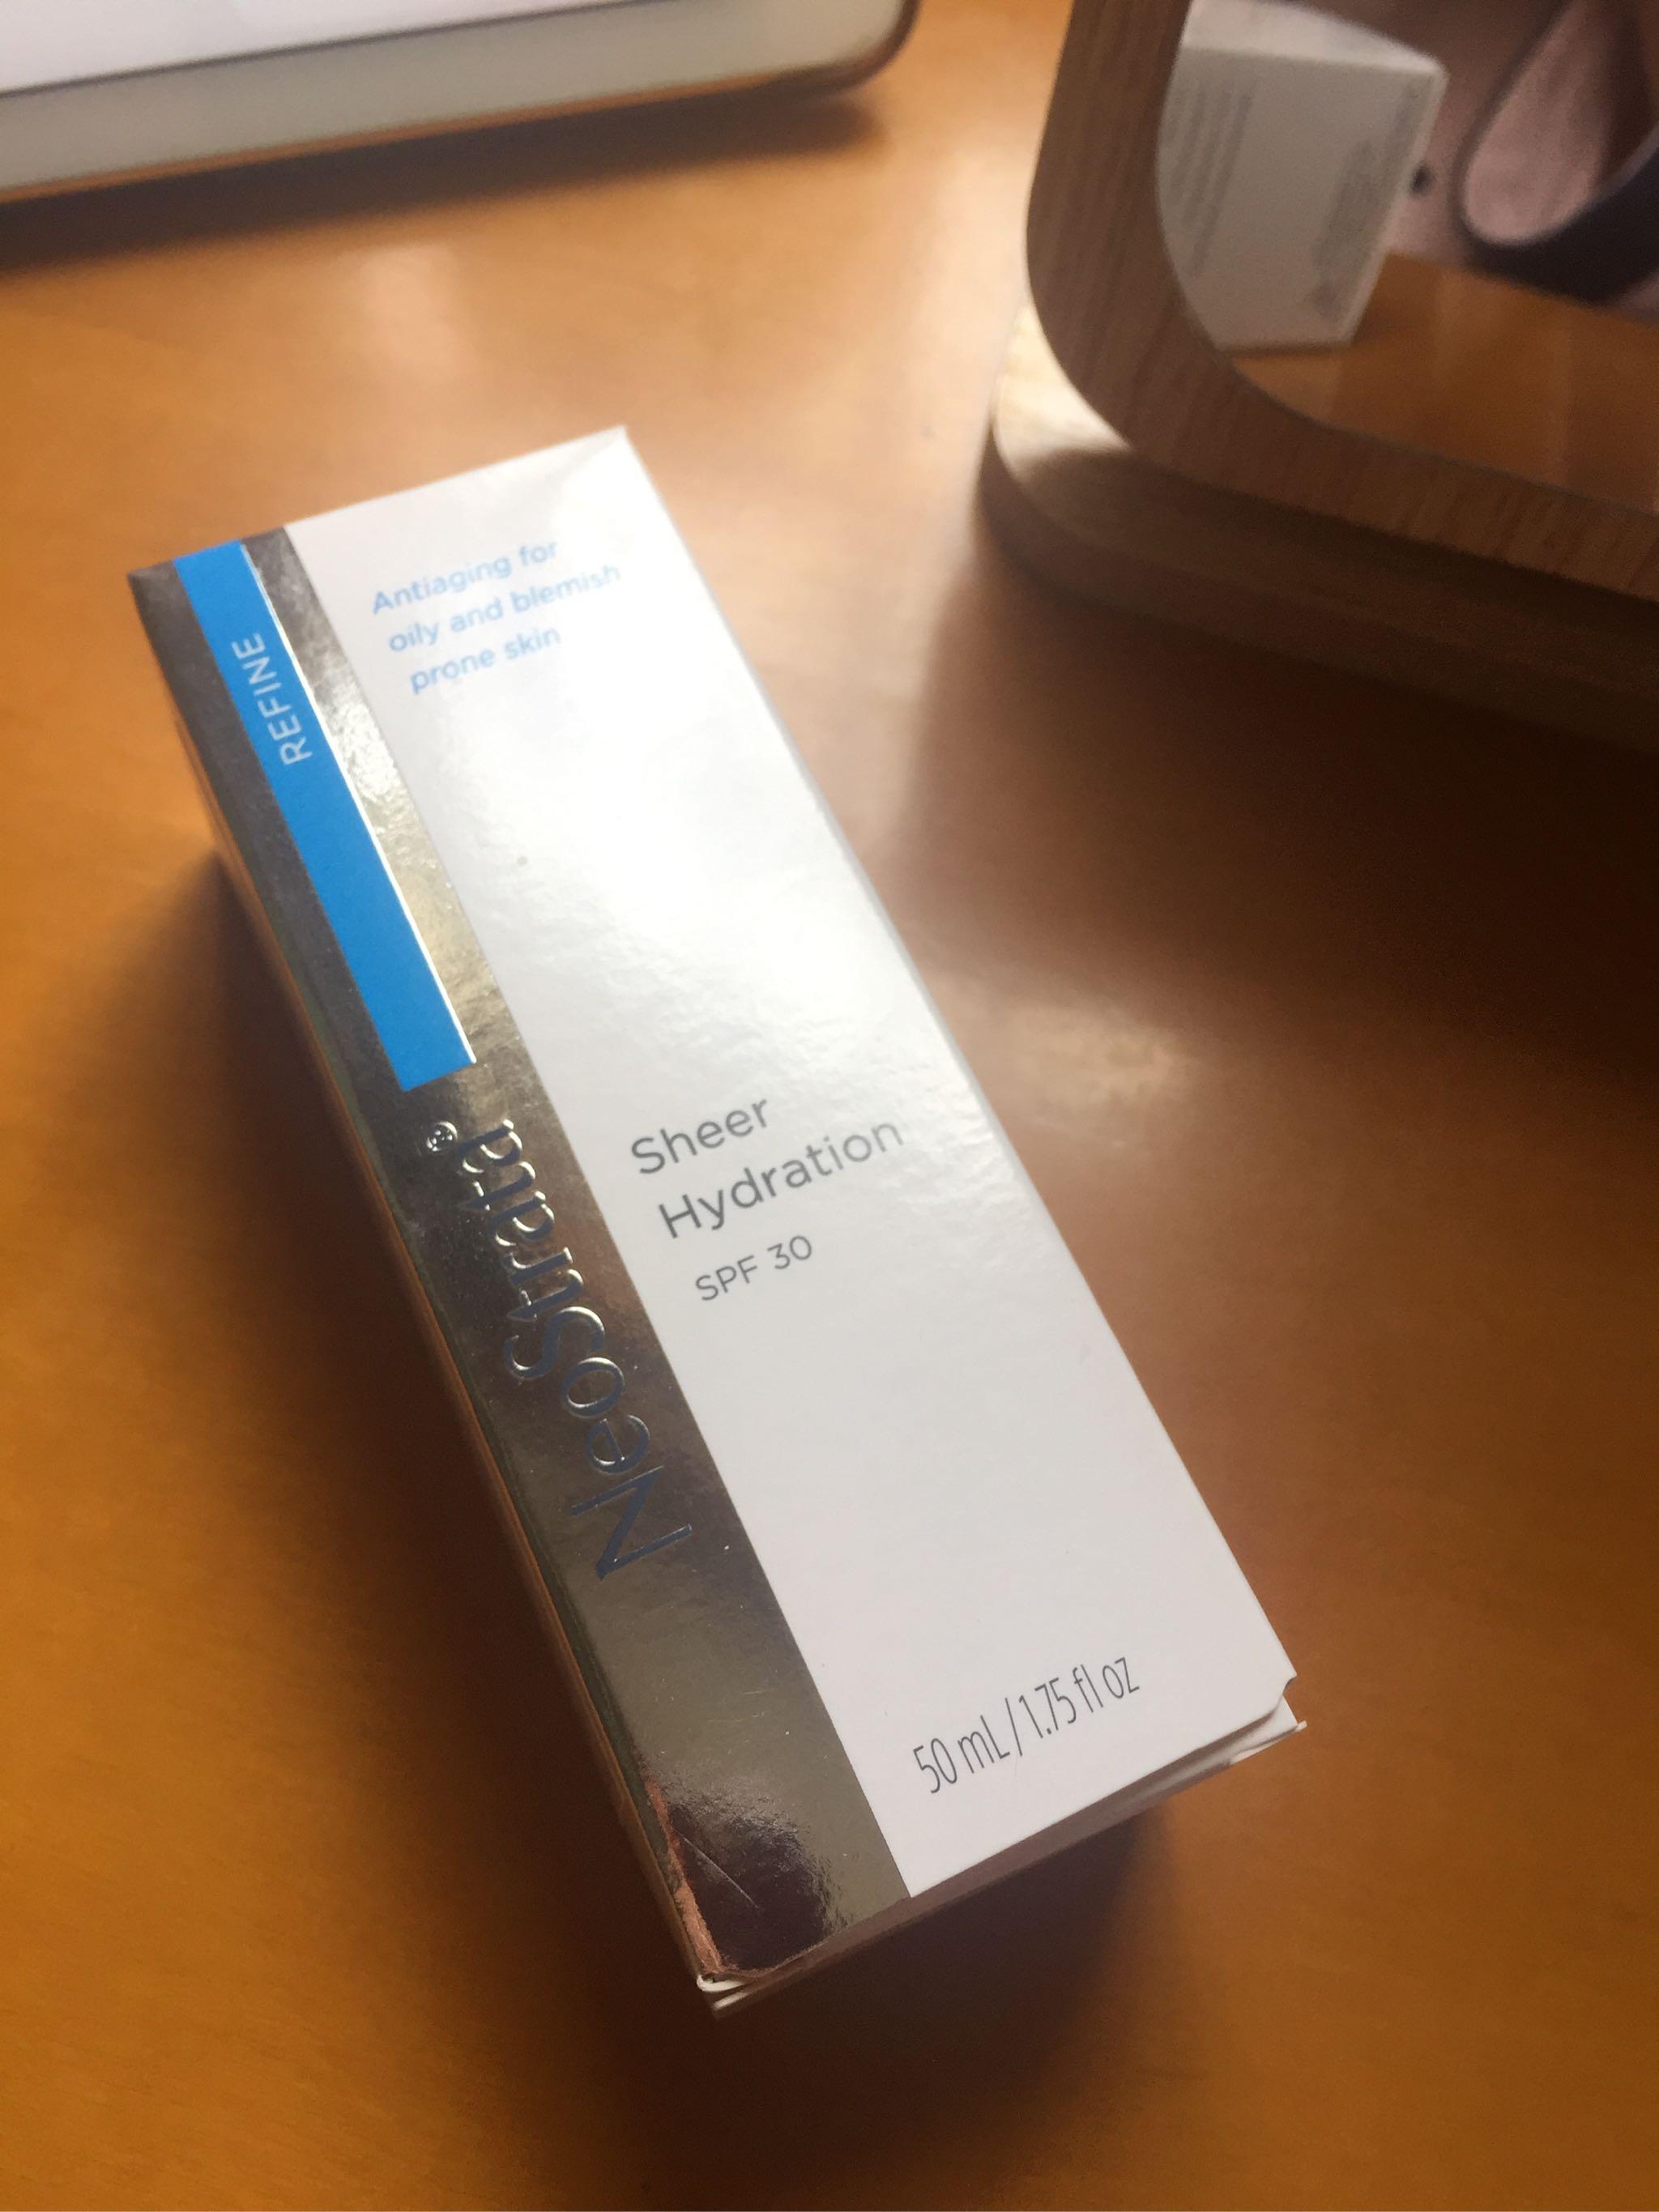 REFINE
Antiaging for
oily and blemish
prone skin
NeoStrata®
Sheer
Hydration
SPF 30
50 mL / 1.75 fl oz